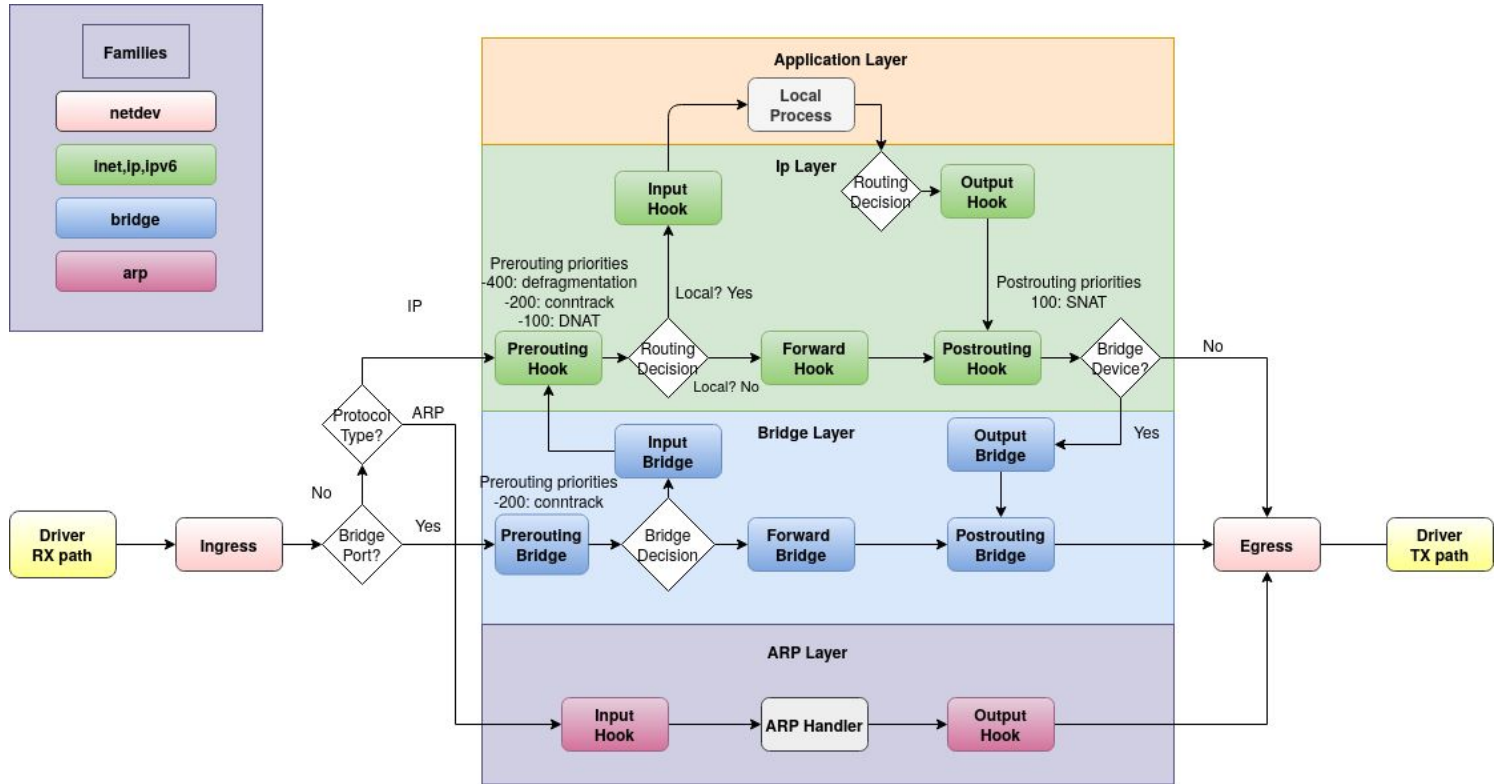 Families
netdev
inet,ip,ipv6
bridge
arp
Application Layer
Local
Process
Ip Layer
Input
Hook
Routing
Decision
Output
Hook
Prerouting priorities
-400: defragmentation
-200: conntrack
-100: DNAT
Local? Yes
Postrouting priorities
100: SNAT
IP
Prerouting
Hook
Routing
Decision
Local? No
Forward
Hook
Postrouting
Hook
Bridge
Device?
No
Yes
Protocol
Type?
ARP
Bridge Layer
Input
Bridge
Output
Bridge
Prerouting priorities
-200: conntrack
No
Yes
Driver
RX path
Ingress
Bridge
Port?
Prerouting
Bridge
Bridge
Decision
Forward
Bridge
Postrouting
Bridge
Egress
Driver
TX path
ARP Layer
Input
Hook
ARP Handler
Output
Hook